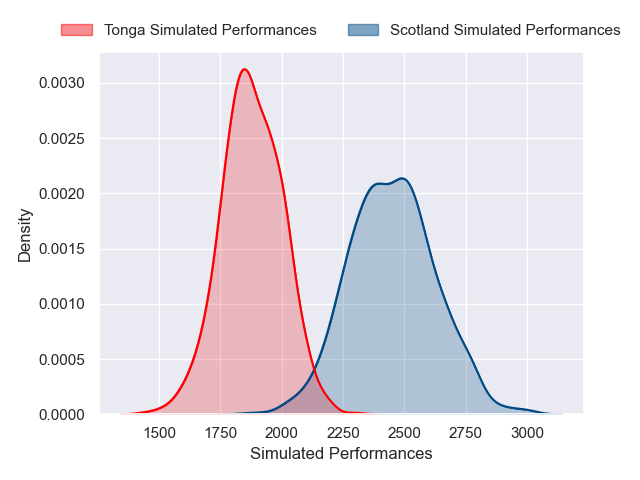 Tonga Simulated Performances
Scotland Simulated Performances
0.0030
0.0025
0.0020
0.0015
0.0010
0.0005
0.0000
Density
1500 1750 2000 2250 2500 2750 3000
Simulated Performances